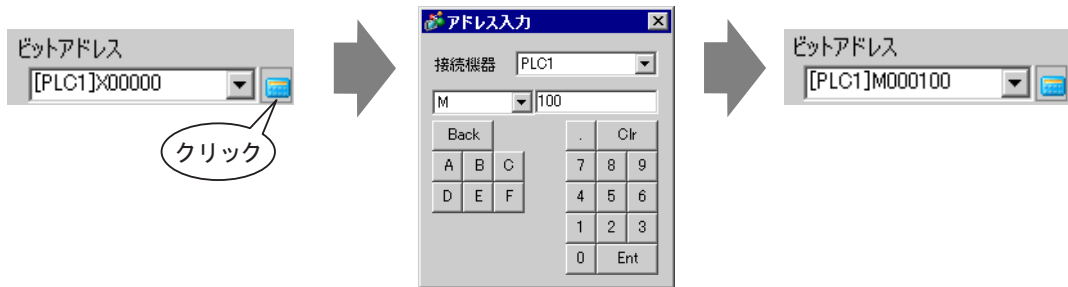 ビットアドレス
[PLC1]X00000
クリック
アドレス入力
接続機器 PLC1
M 100
Back . Clr
A B C 7 8 9
D E F 4 5 6
1 2 3
0 Ent
ビットアドレス
[PLC1]M000100